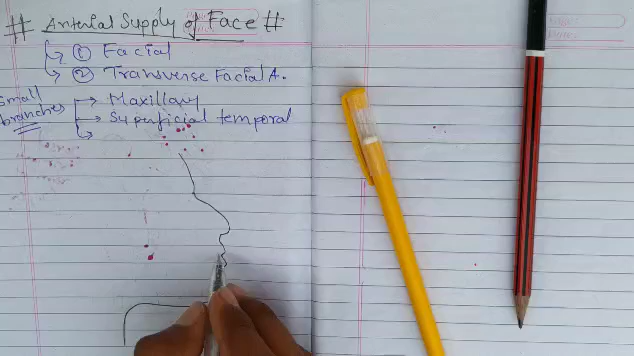 # Arterial Supply of Face #
→ ① Facial
→ ② Transverse Facial A.
Small branches → Maxillary
→ Superficial temporal